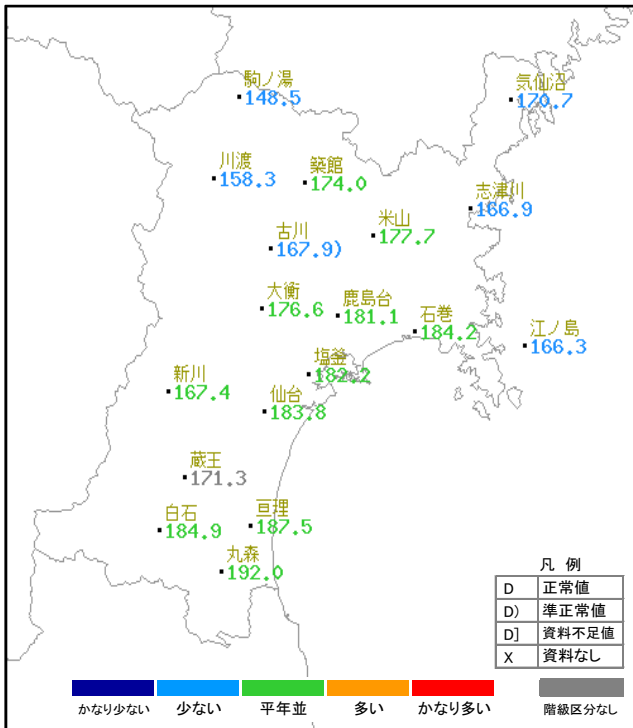 駒ノ湯
148.5
気仙沼
170.7
川渡
158.3
築館
174.0
志津川
166.9
米山
177.7
古川
167.9)
大衡
176.6
鹿島台
181.1
石巻
184.2
江ノ島
166.3
塩釜
182.2
新川
167.4
仙台
183.8
蔵王
171.3
白石
184.9
亘理
187.5
丸森
192.0
凡 例
D 正常値
D) 準正常値
D] 資料不足値
X 資料なし
かなり少ない 少ない 平年並 多い かなり多い 階級区分なし